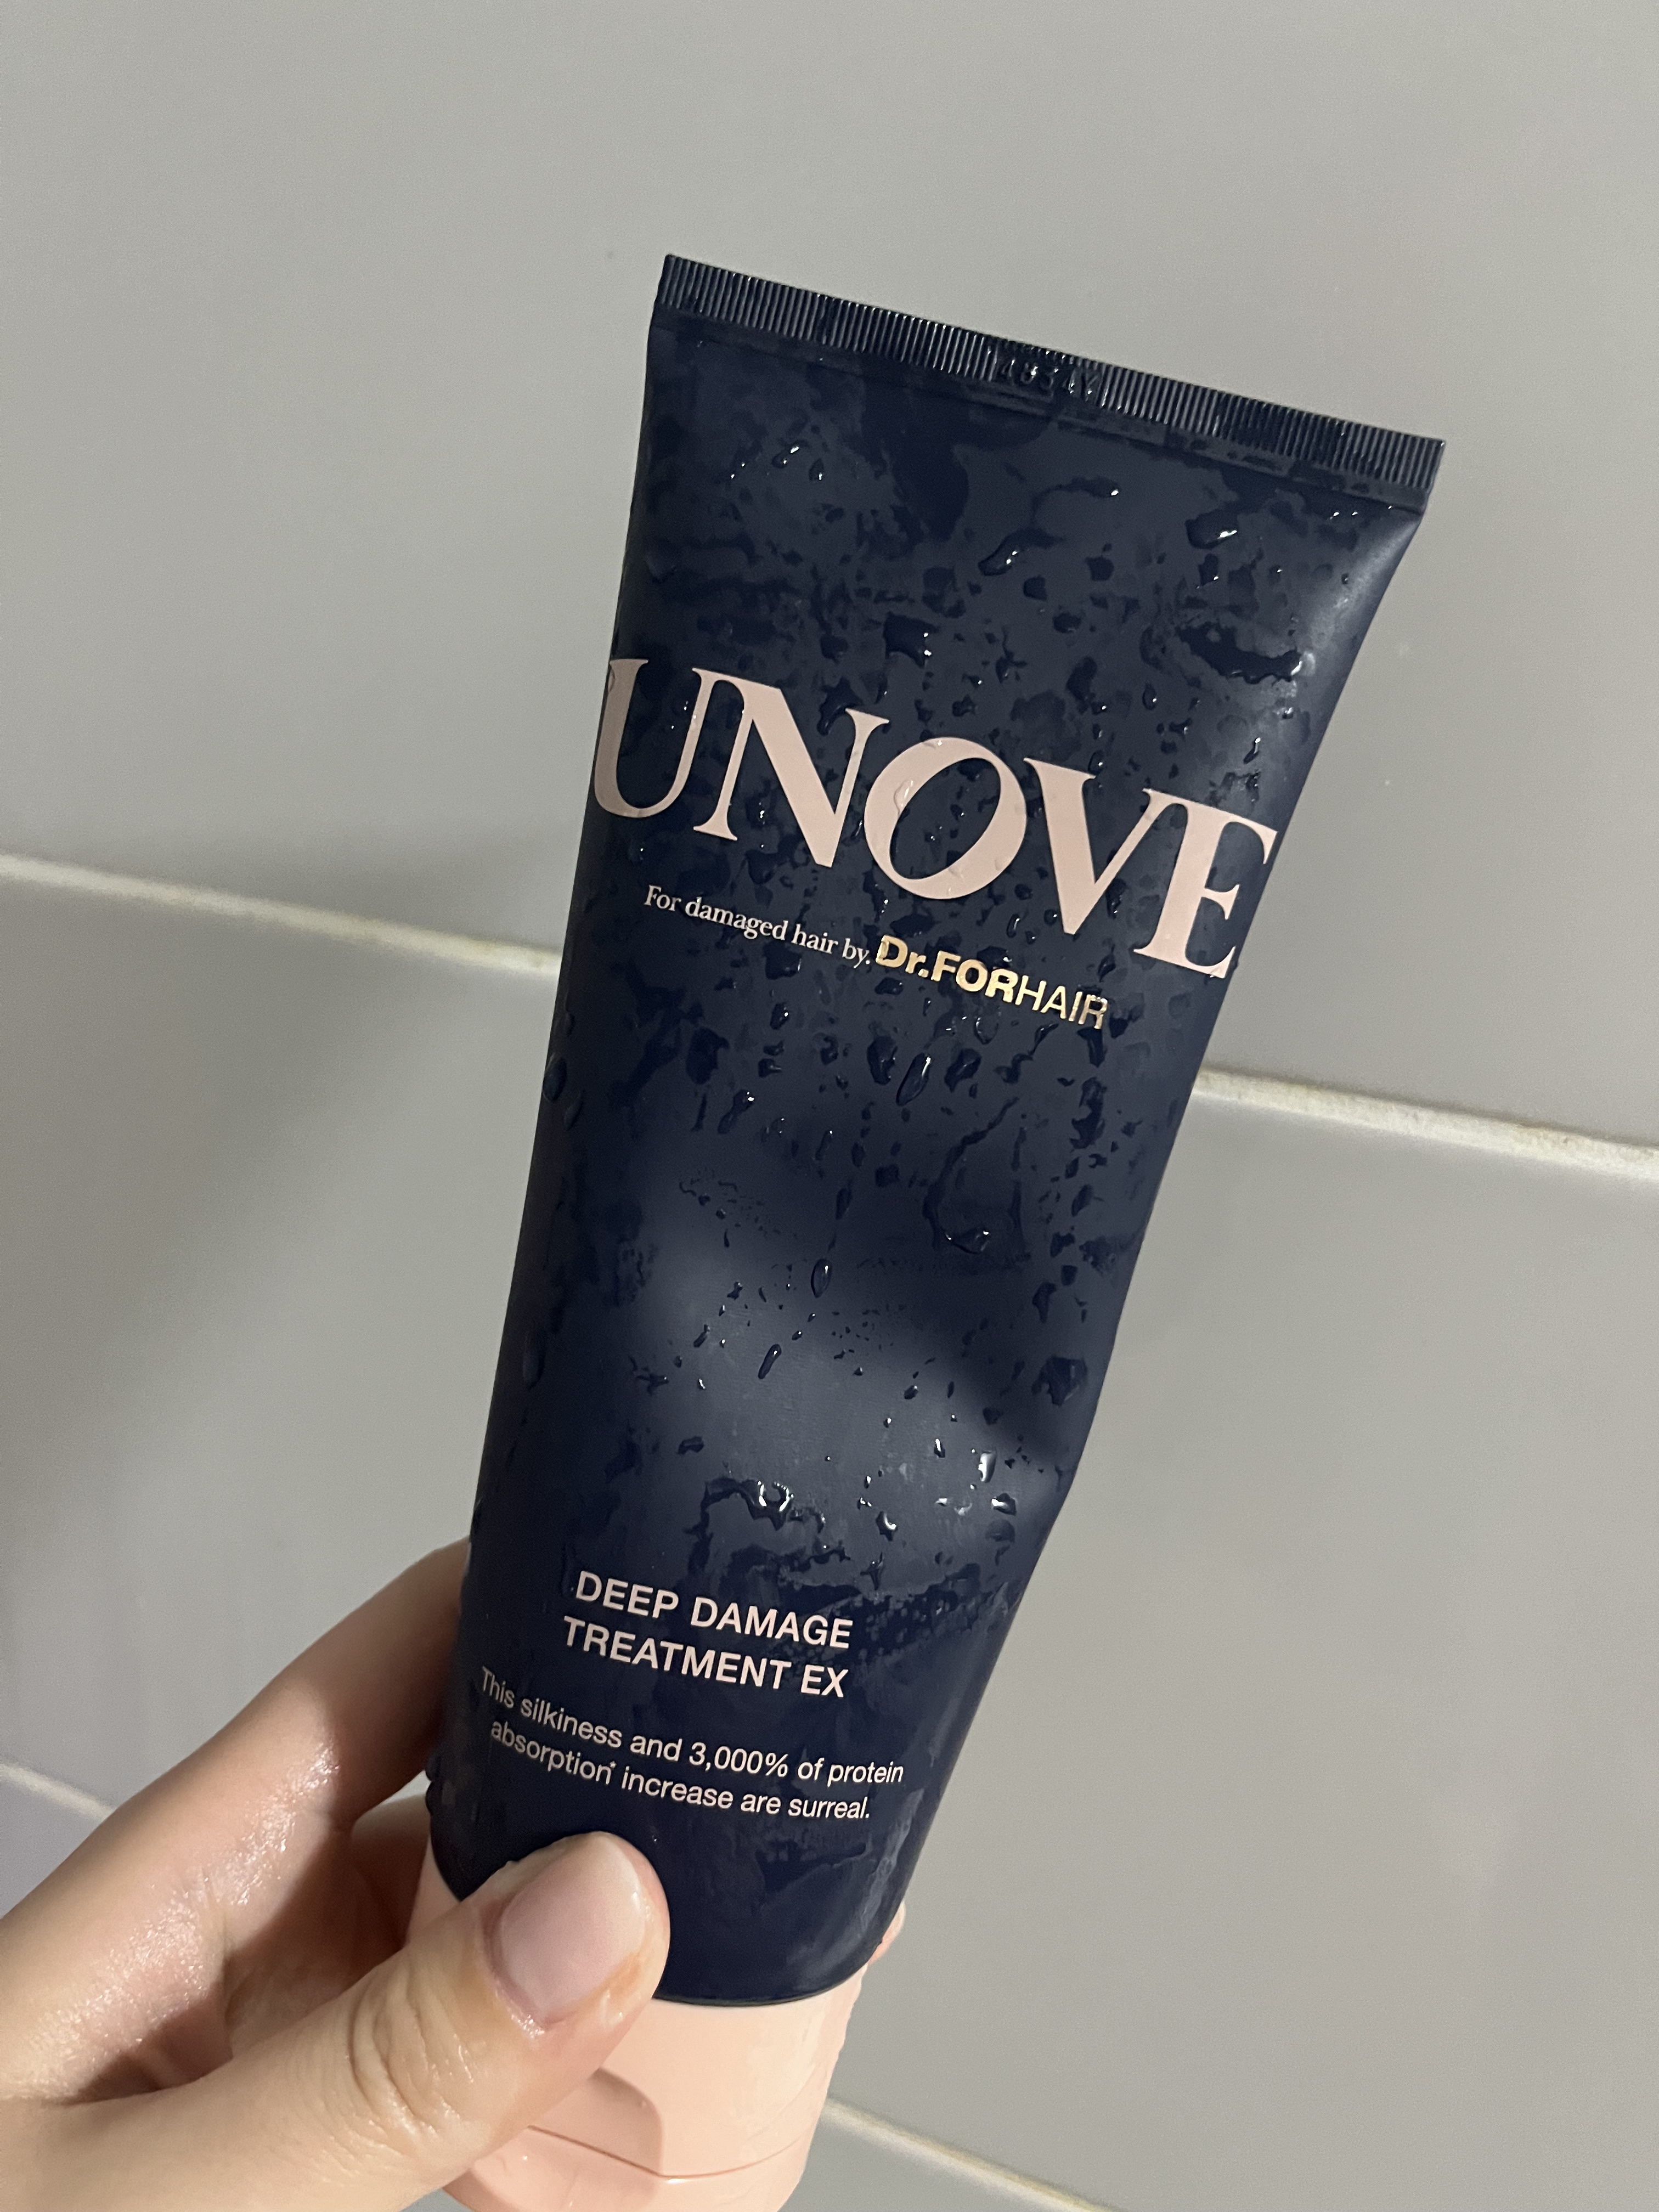 UNOVE
For damaged hair by. Dr.FORHAIR
DEEP DAMAGE
TREATMENT EX
This silkiness and 3,000% of protein
absorption* increase are surreal.